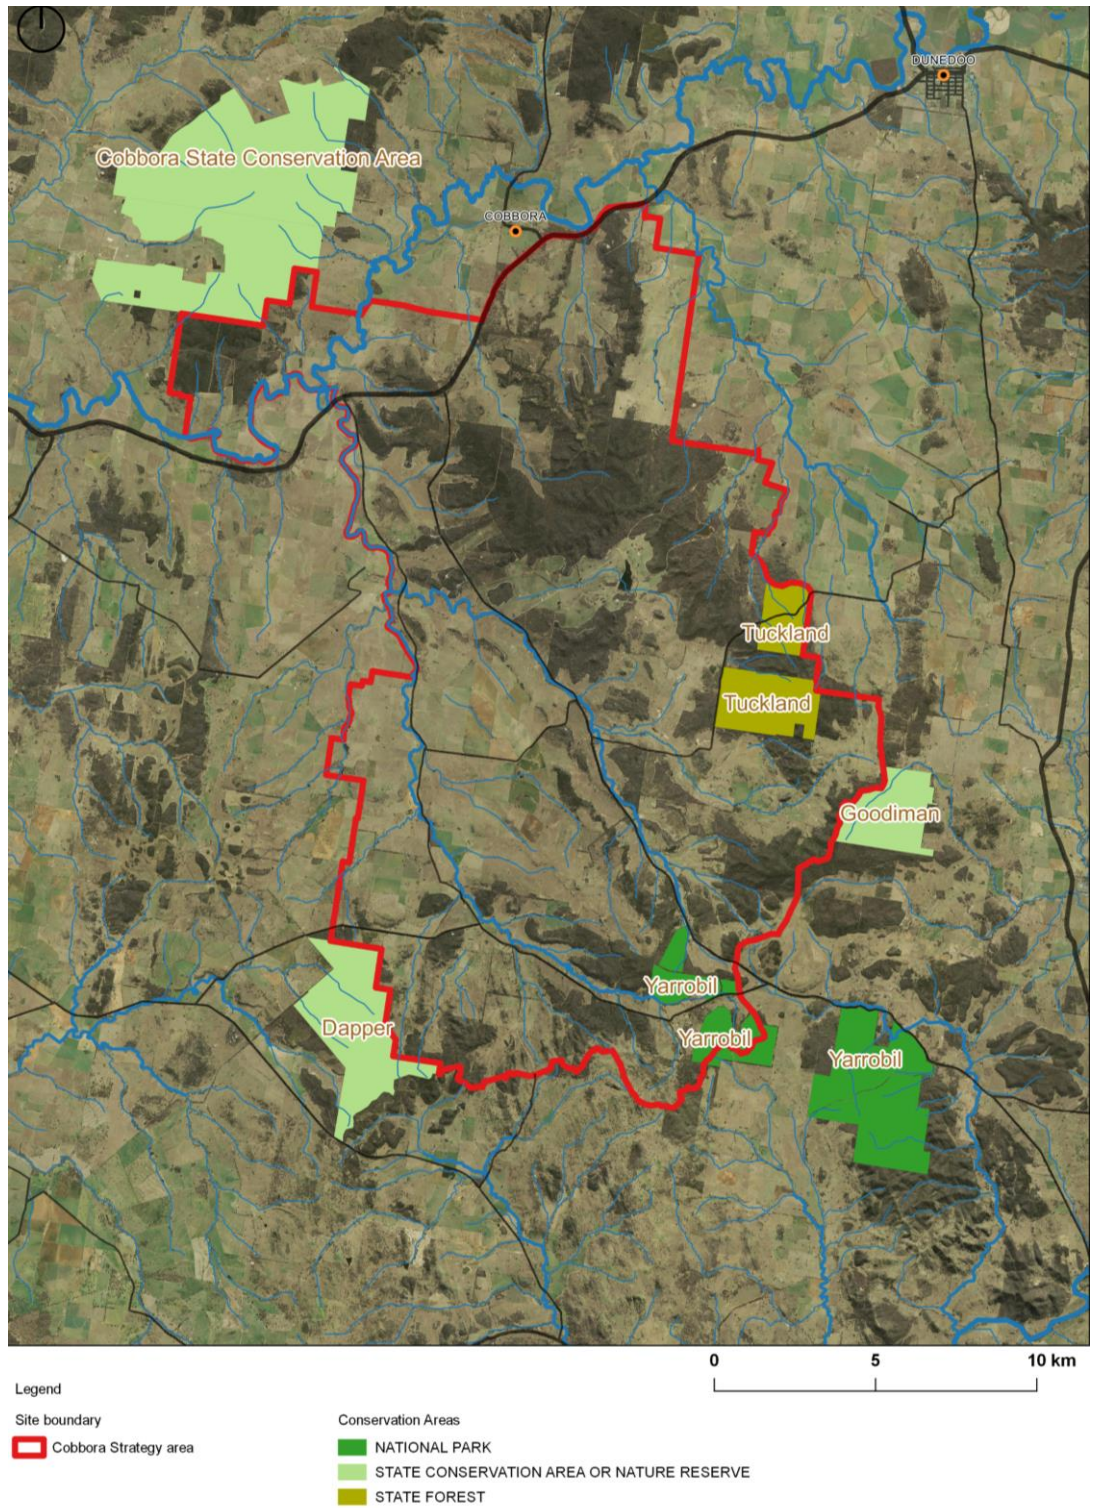 DUNEDOO
Cobbora State Conservation Area
COBBORA
Tuckland
Tuckland
Goodiman
Yarrobil
Dapper
Yarrobil
Yarrobil
0 5 10 km
Legend
Site boundary
Cobbora Strategy area
Conservation Areas
NATIONAL PARK
STATE CONSERVATION AREA OR NATURE RESERVE
STATE FOREST